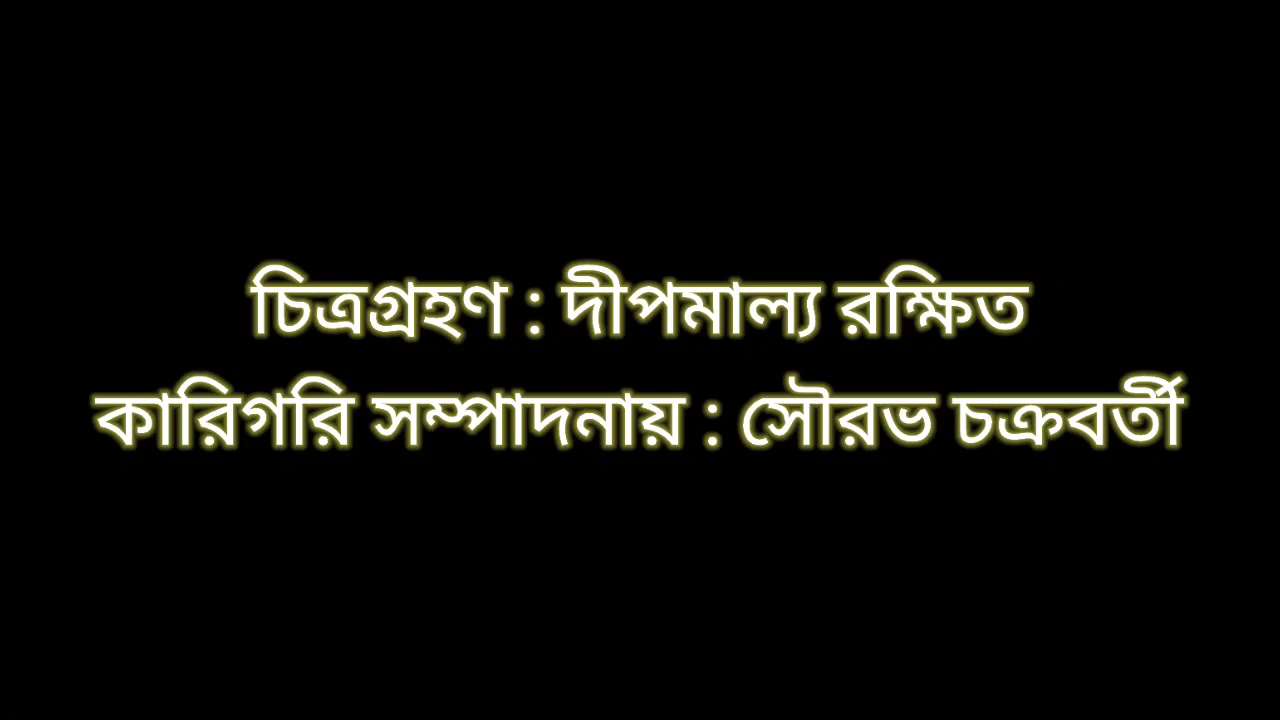 চিত্রগ্রহণ : দীপমাল্য রক্ষিত
কারিগরি সম্পাদনায় : সৌরভ চক্রবর্তী